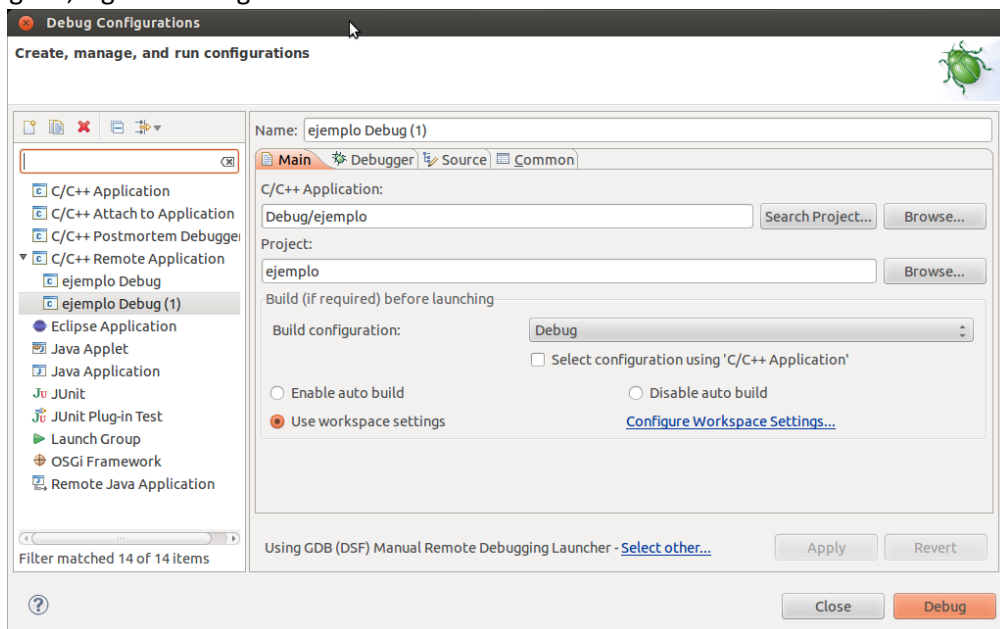 Debug Configurations
Create, manage, and run configurations
Name: ejemplo Debug (1)
Main Debugger Source Common
C/C++ Application
C/C++ Attach to Application
C/C++ Postmortem Debugger
C/C++ Remote Application
ejemplo Debug
ejemplo Debug (1)
Eclipse Application
Java Applet
Java Application
Ju JUnit
JUnit Plug-in Test
Launch Group
OSGi Framework
Remote Java Application
Filter matched 14 of 14 items
C/C++ Application:
Debug/ejemplo Search Project... Browse...
Project:
ejemplo Browse...
Build (if required) before launching
Build configuration: Debug
Select configuration using 'C/C++ Application'
Enable auto build Disable auto build
Use workspace settings Configure Workspace Settings...
Using GDB (DSF) Manual Remote Debugging Launcher - Select other... Apply Revert
Close Debug